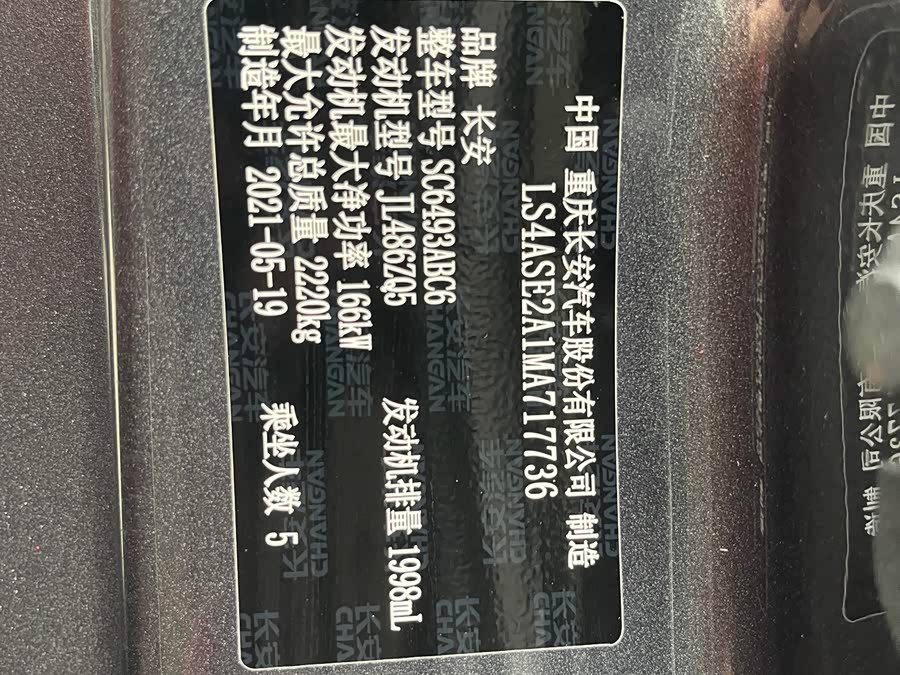 中国 重庆长安汽车股份有限公司 制造
LS4ASE2A1MA717736
品牌 长安
整车型号 SC6493ABC6
发动机型号 JL486ZQ5 发动机排量 1998mL
发动机最大净功率 166kW
最大允许总质量 2220kg 乘坐人数 5
制造年月 2021-05-19